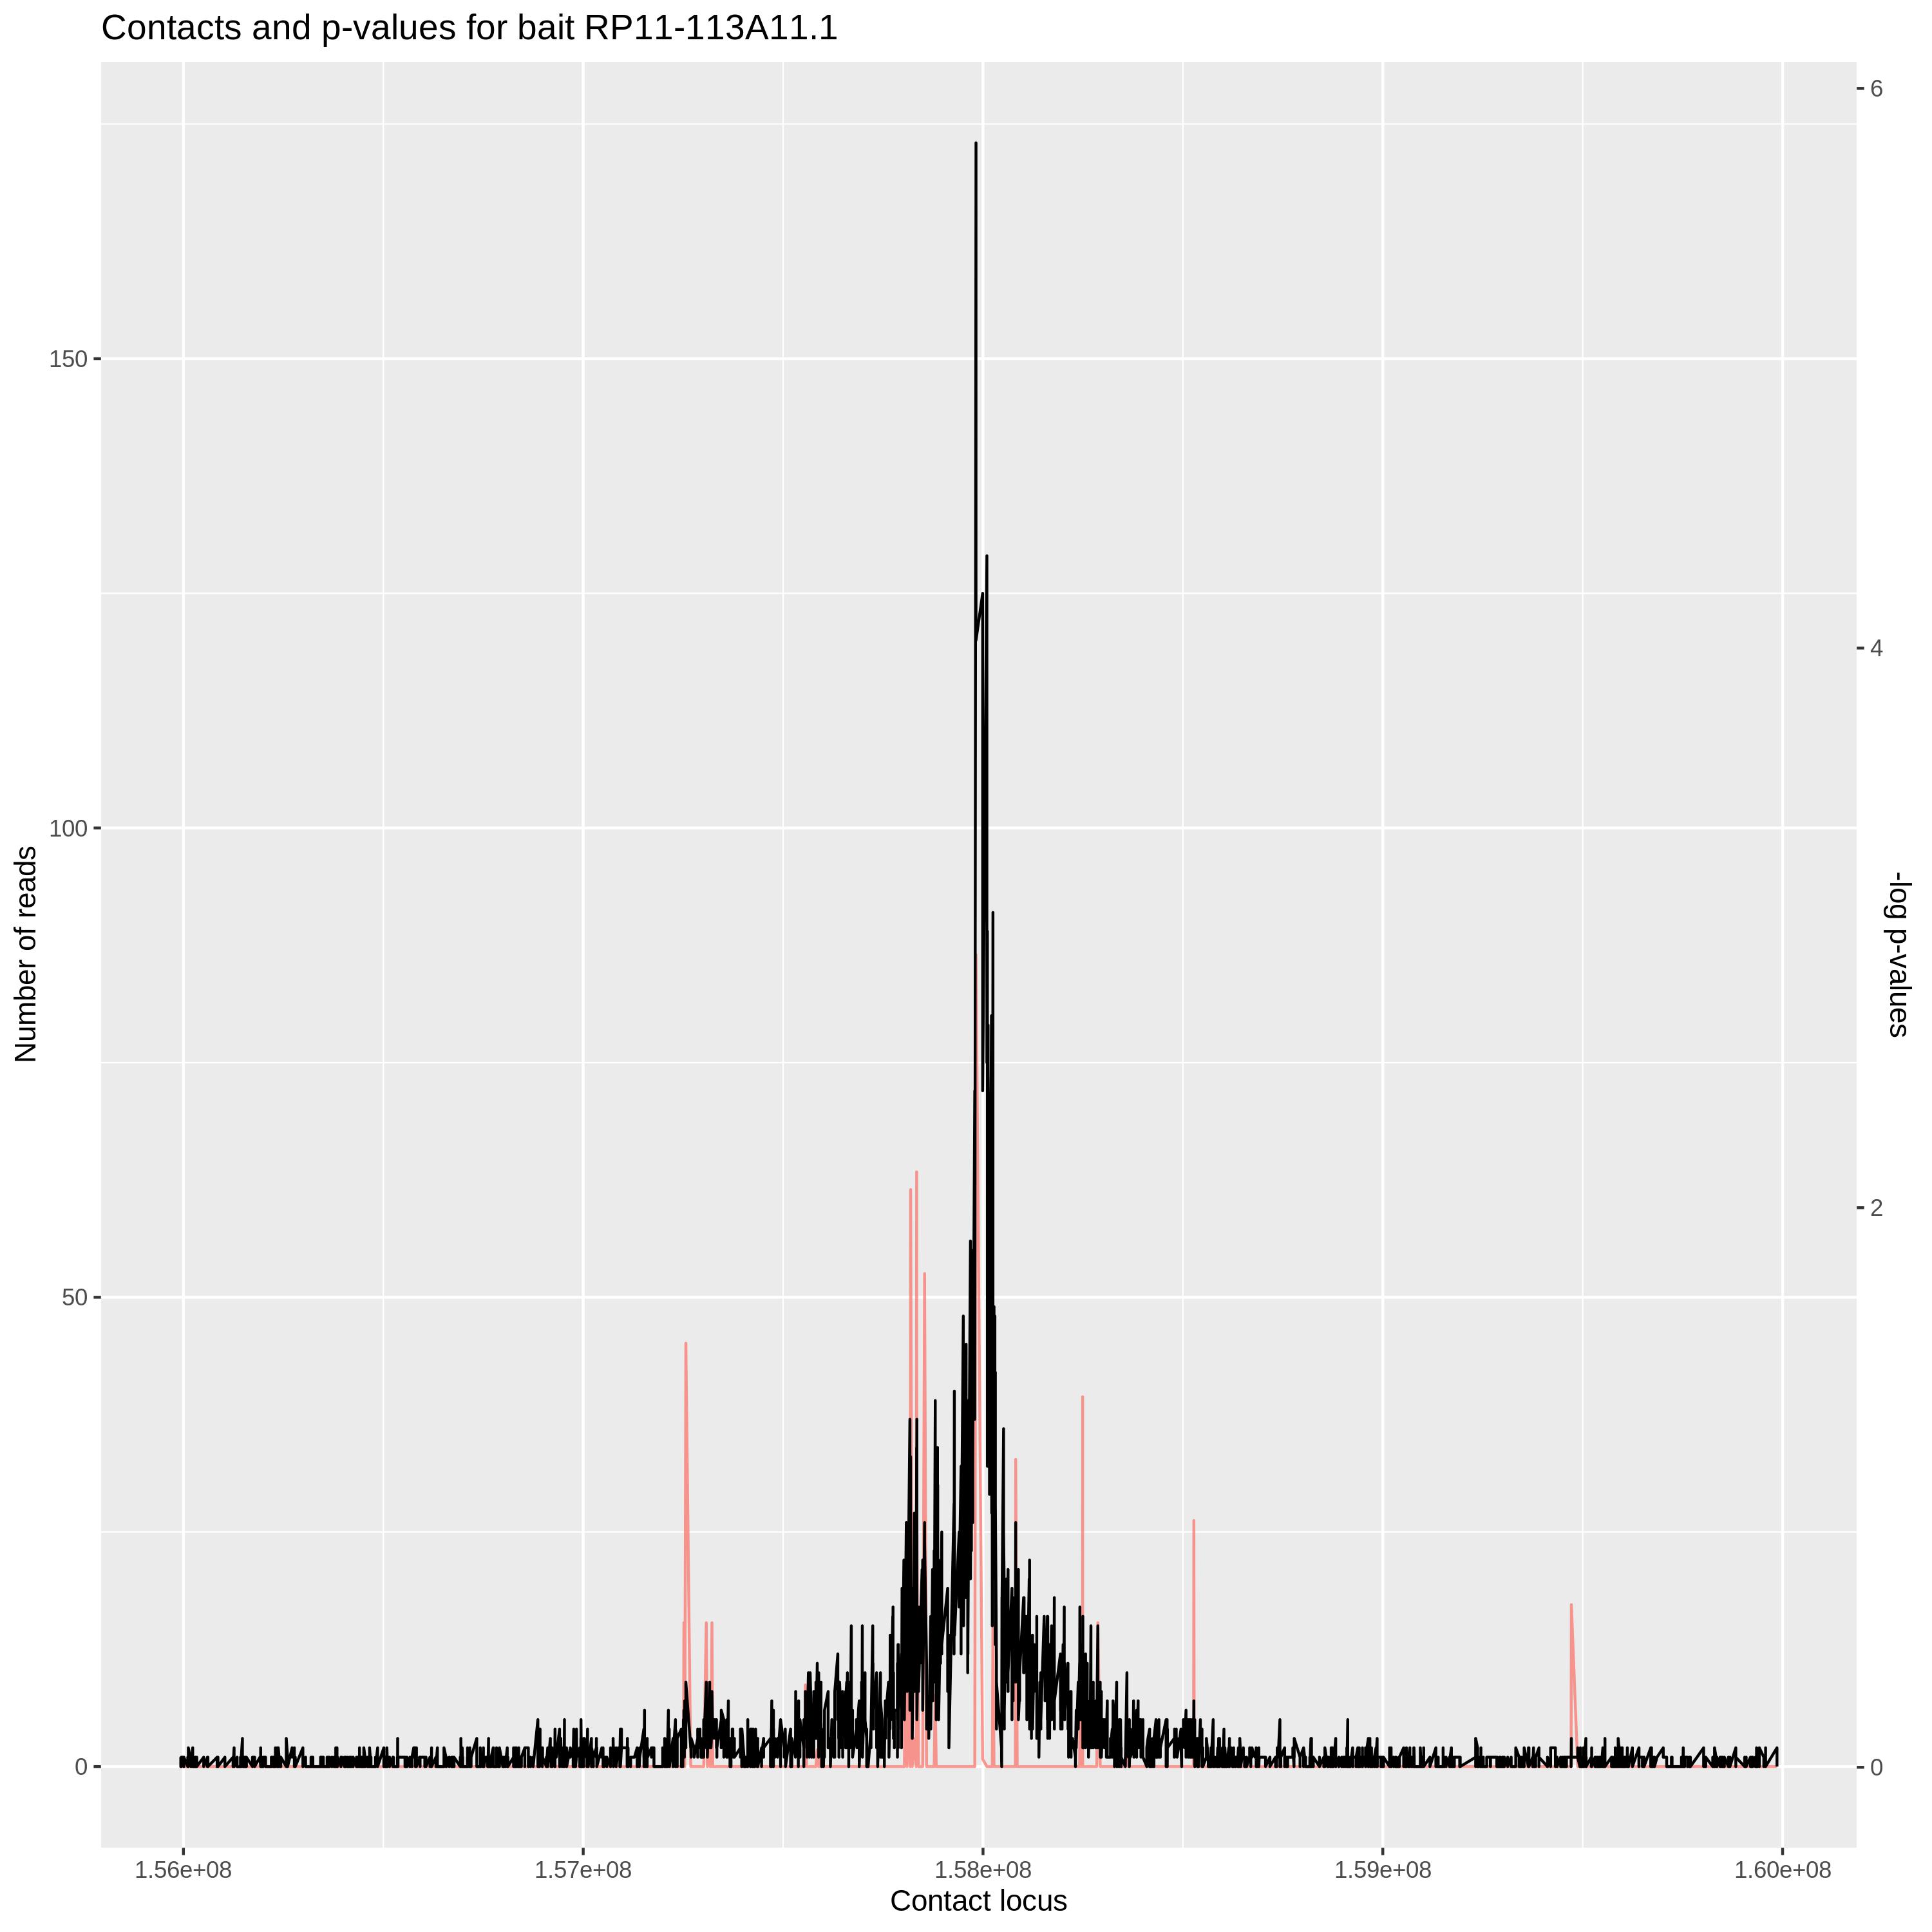 Contacts and p-values for bait RP11-113A11.1
6
150
4
100
Number of reads
-log p-values
2
50
0
0
1.56e+08
1.57e+08
1.58e+08
1.59e+08
1.60e+08
Contact locus